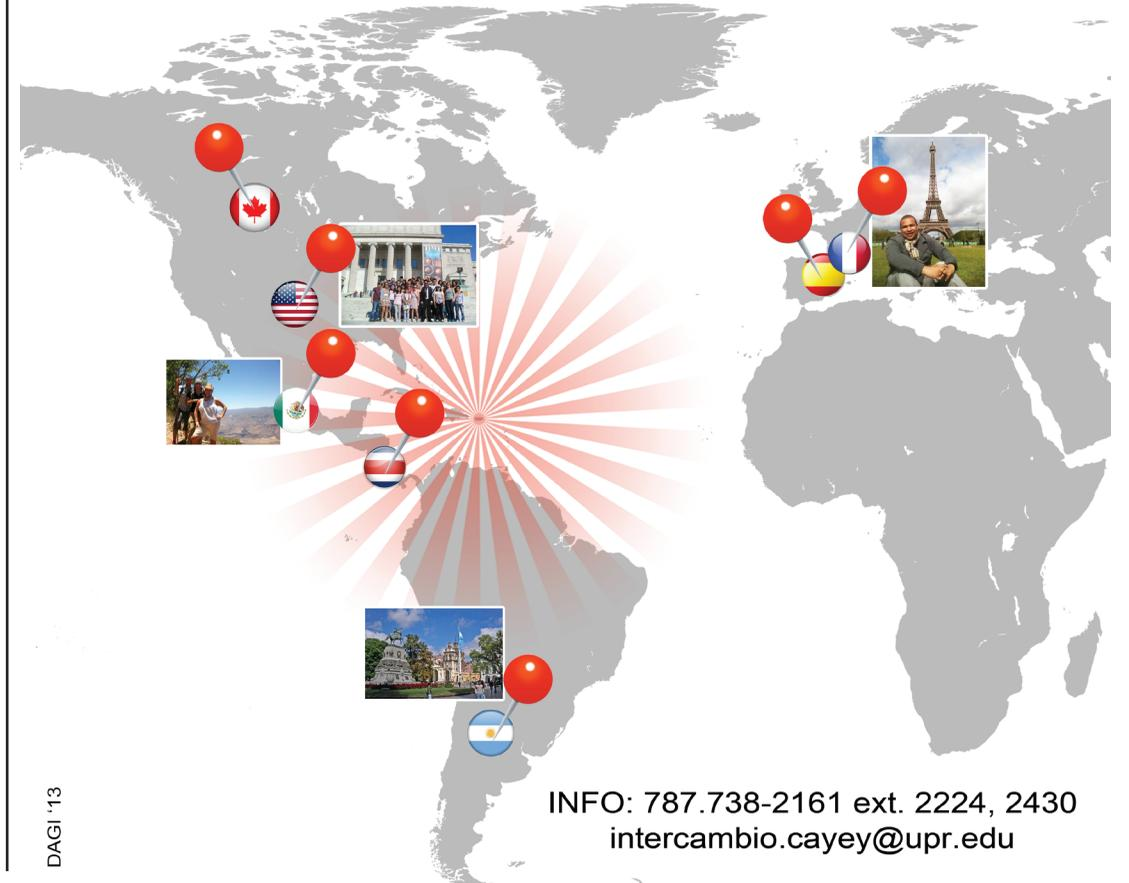 INFO: 787.738-2161 ext. 2224, 2430
intercambio.cayey@upr.edu
DAGI ‘13